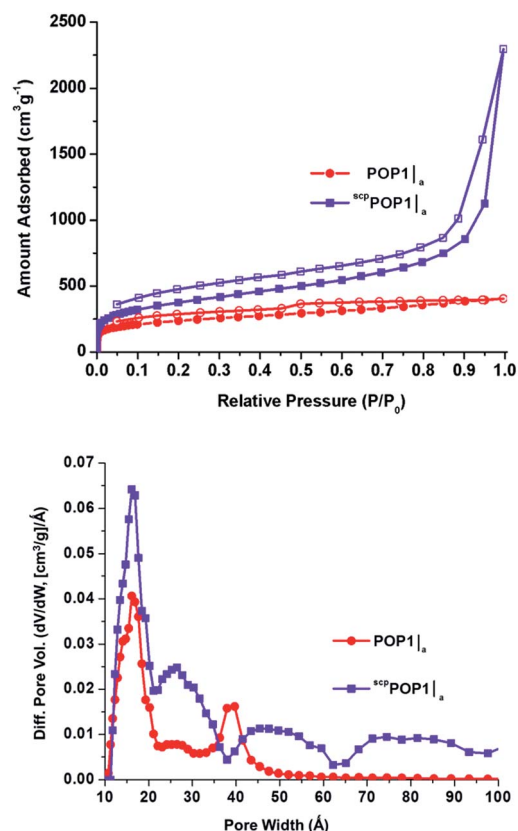 2500
2000
1500
1000
500
0
Amount Adsorbed (cm³g⁻¹)
POP1|ₐ
ˢᶜᵖPOP1|ₐ
0.0 0.1 0.2 0.3 0.4 0.5 0.6 0.7 0.8 0.9 1.0
Relative Pressure (P/P₀)
0.07
0.06
0.05
0.04
0.03
0.02
0.01
0.00
Diff. Pore Vol. (dV/dW, [cm³/g]/Å)
POP1|ₐ
ˢᶜᵖPOP1|ₐ
10 20 30 40 50 60 70 80 90 100
Pore Width (Å)